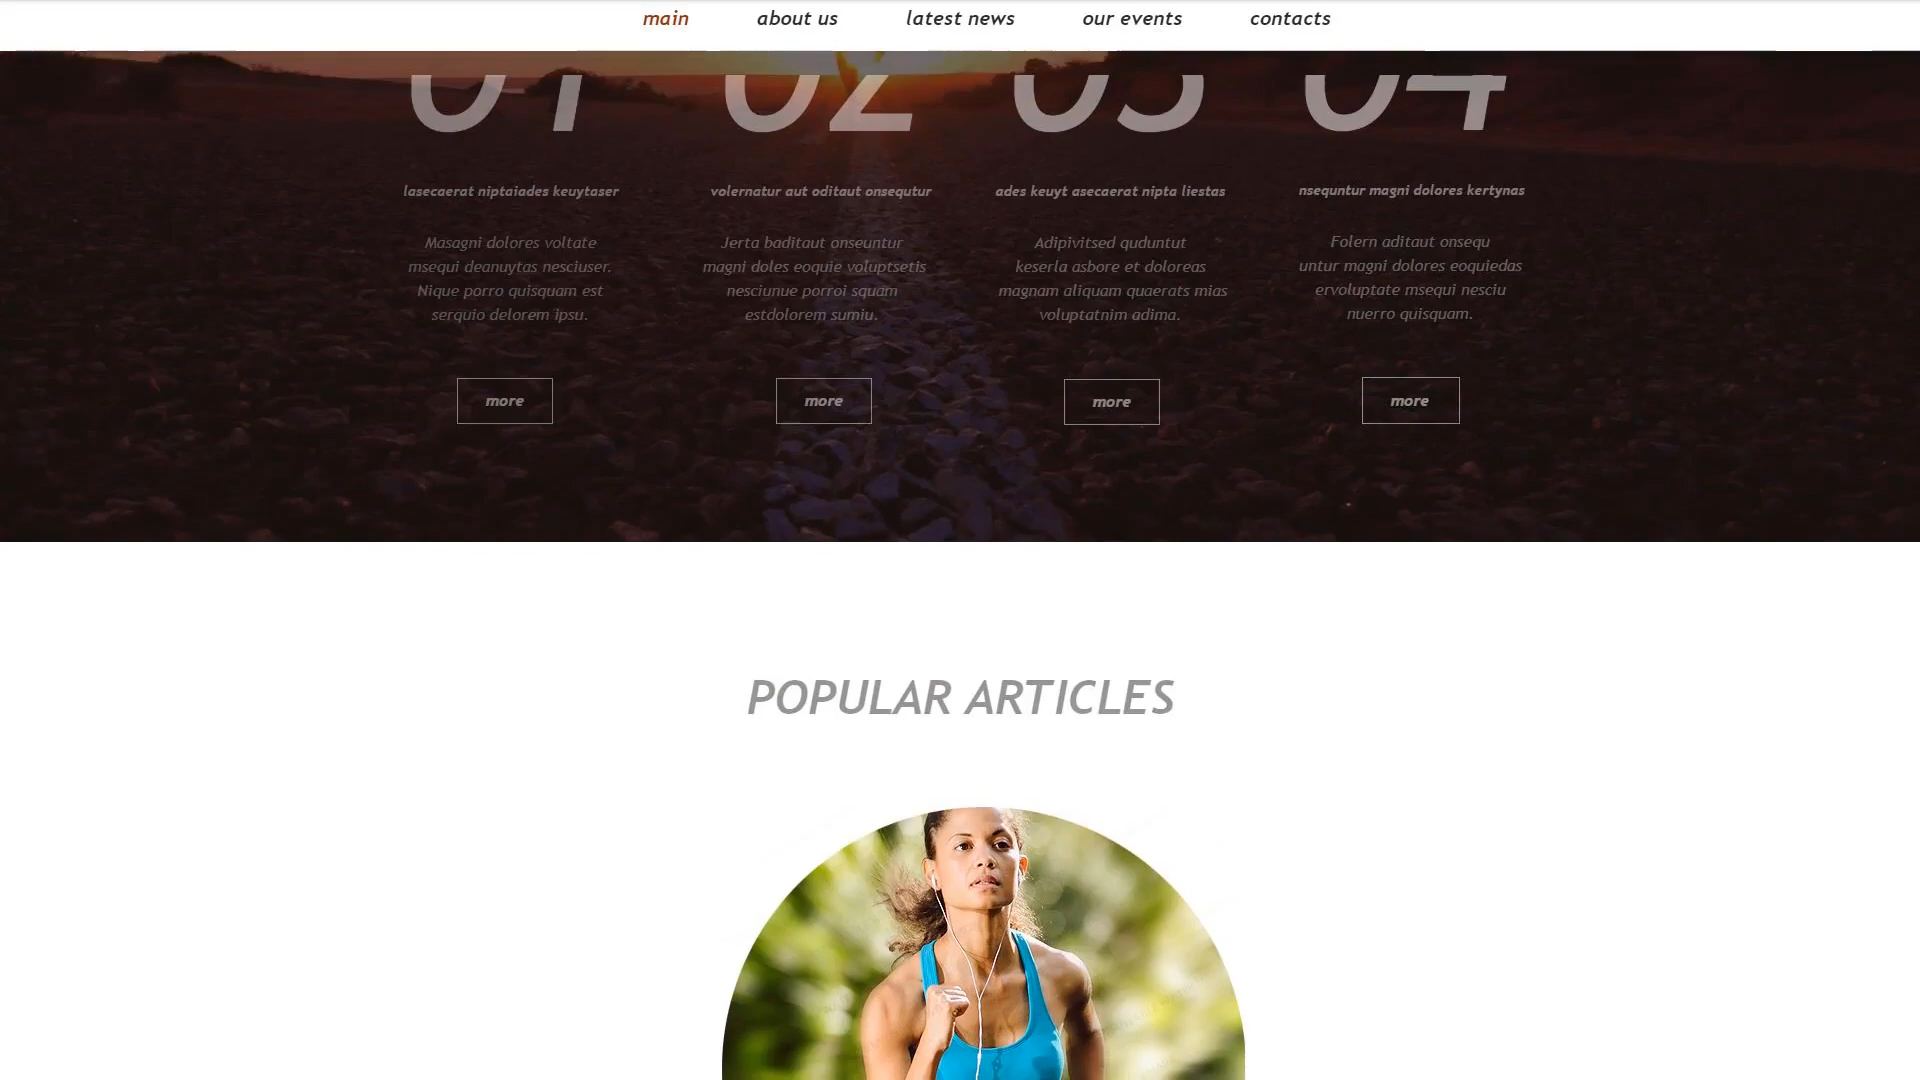 main about us latest news our events contacts
01 02 03 04
lasecaerat niptaiades keuytaser
Masagni dolores voltate
msequi deanuytas nesciuser.
Nique porro quisquam est
serquio delorem ipsu.
more
volernatur aut oditaut onsequtur
Jerta baditaut onseuntur
magni doles eoquie voluptsetis
nesciunue porroi squam
estdolorem sumiu.
more
ades keuyt asecaerat nipta liestas
Adipivitsed quduntut
keserla asbore et doloreas
magnam aliquam quaerats mias
voluptatnim adima.
more
nsequntur magni dolores kertynas
Folern aditaut onsequ
untur magni dolores eoquiedas
ervoluptate msequi nesciu
nuerro quisquam.
more
POPULAR ARTICLES